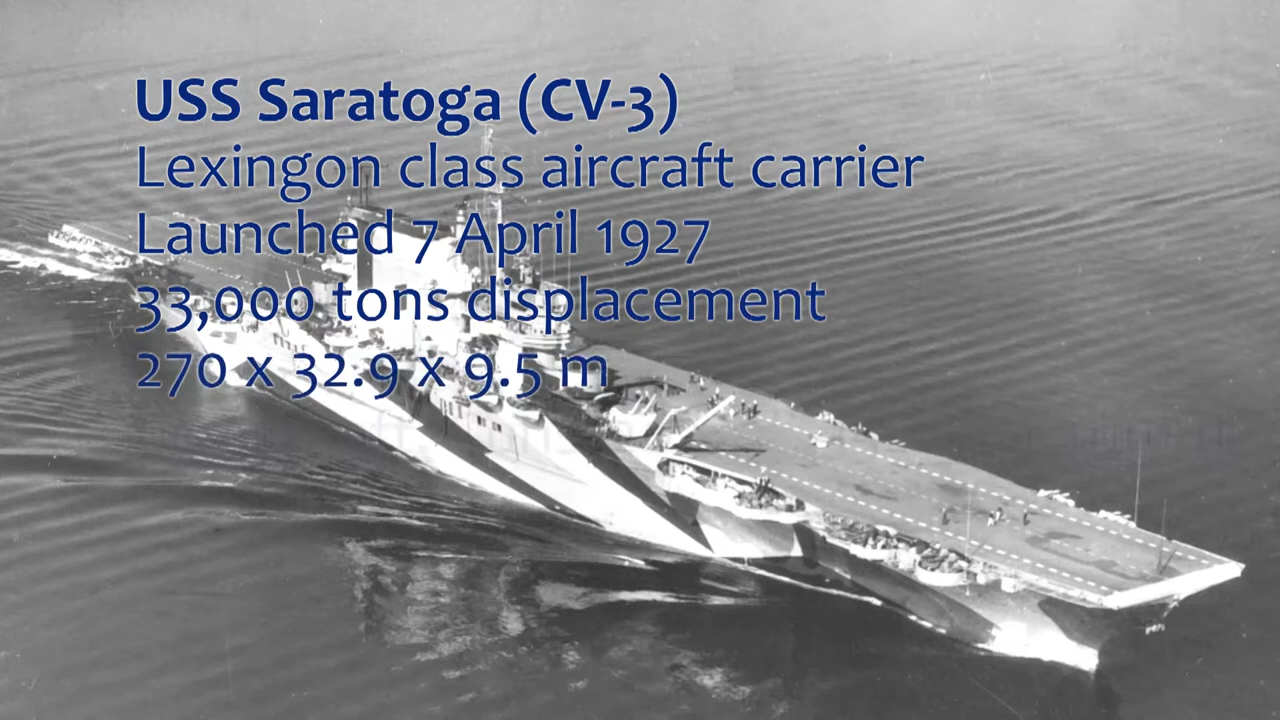 USS Saratoga (CV-3)
Lexingon class aircraft carrier
Launched 7 April 1927
33,000 tons displacement
270 x 32.9 x 9.5 m